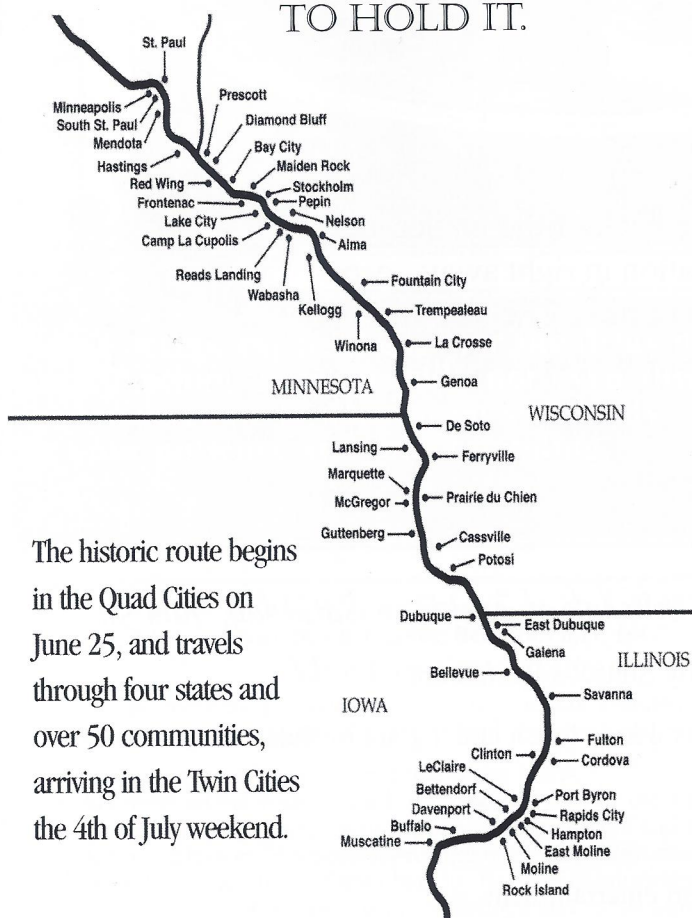 TO HOLD IT.
St. Paul
Minneapolis
South St. Paul
Mendota
Hastings
Prescott
Diamond Bluff
Bay City
Maiden Rock
Red Wing
Stockholm
Frontenac
Pepin
Lake City
Nelson
Camp La Cupolis
Alma
Reads Landing
Wabasha
Kellogg
Fountain City
Trempealeau
Winona
La Crosse
Genoa
MINNESOTA
WISCONSIN
De Soto
Lansing
Ferryville
Marquette
McGregor
Prairie du Chien
Guttenberg
Cassville
Potosi
The historic route begins
in the Quad Cities on
June 25, and travels
through four states and
over 50 communities,
arriving in the Twin Cities
the 4th of July weekend.
Dubuque
East Dubuque
Galena
ILLINOIS
Bellevue
IOWA
Savanna
Fulton
Clinton
Cordova
LeClaire
Bettendorf
Port Byron
Davenport
Rapids City
Buffalo
Hampton
Muscatine
East Moline
Moline
Rock Island